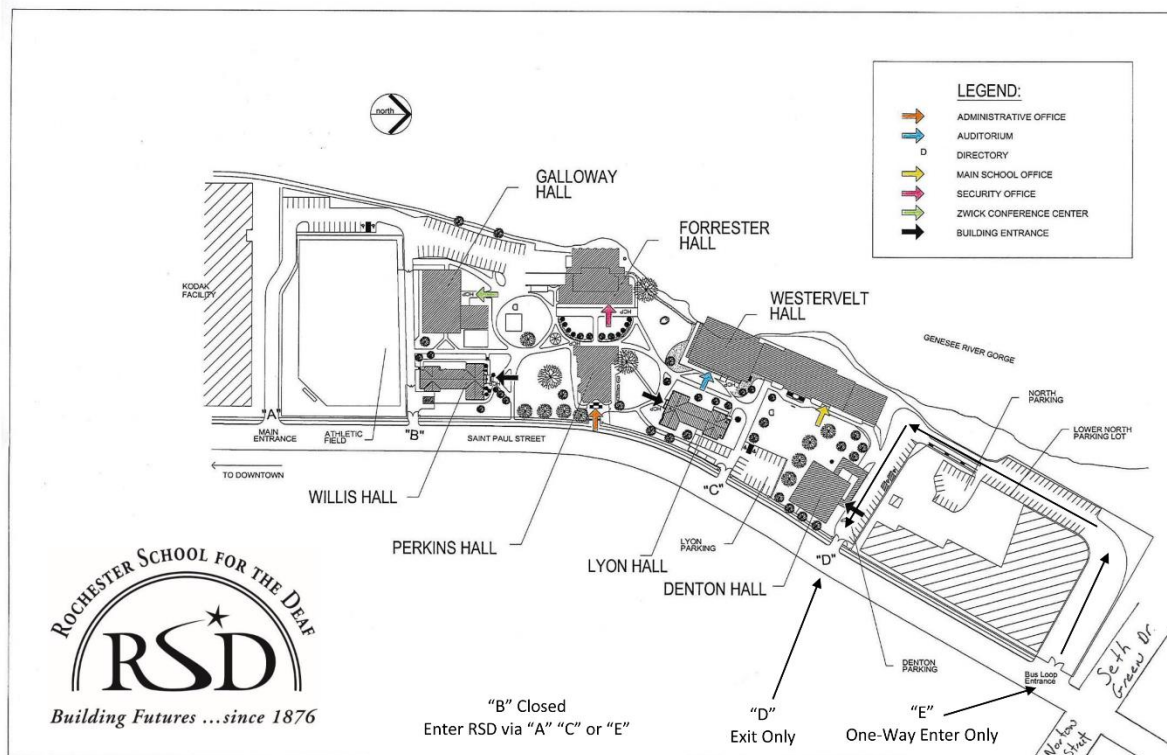 LEGEND:
ADMINISTRATIVE OFFICE
AUDITORIUM
D DIRECTORY
MAIN SCHOOL OFFICE
SECURITY OFFICE
ZWICK CONFERENCE CENTER
BUILDING ENTRANCE
north
GALLOWAY
HALL
FORRESTER
HALL
WESTERVELT
HALL
KODAK
FACILITY
HCP
D
HCP
GENESEE RIVER GORGE
NORTH
PARKING
LOWER NORTH
PARKING LOT
"A"
MAIN
ENTRANCE
ATHLETIC
FIELD
"B"
SAINT PAUL STREET
TO DOWNTOWN
WILLIS HALL
PERKINS HALL
"C"
LYON HALL
LYON
PARKING
"D"
DENTON HALL
DENTON
PARKING
Bus Loop
Entrance
Seth
Green Dr.
Norton
Stret
ROCHESTER SCHOOL FOR THE DEAF
RSD
Building Futures ...since 1876
"B" Closed
Enter RSD via "A" "C" or "E"
"D"
Exit Only
"E"
One-Way Enter Only